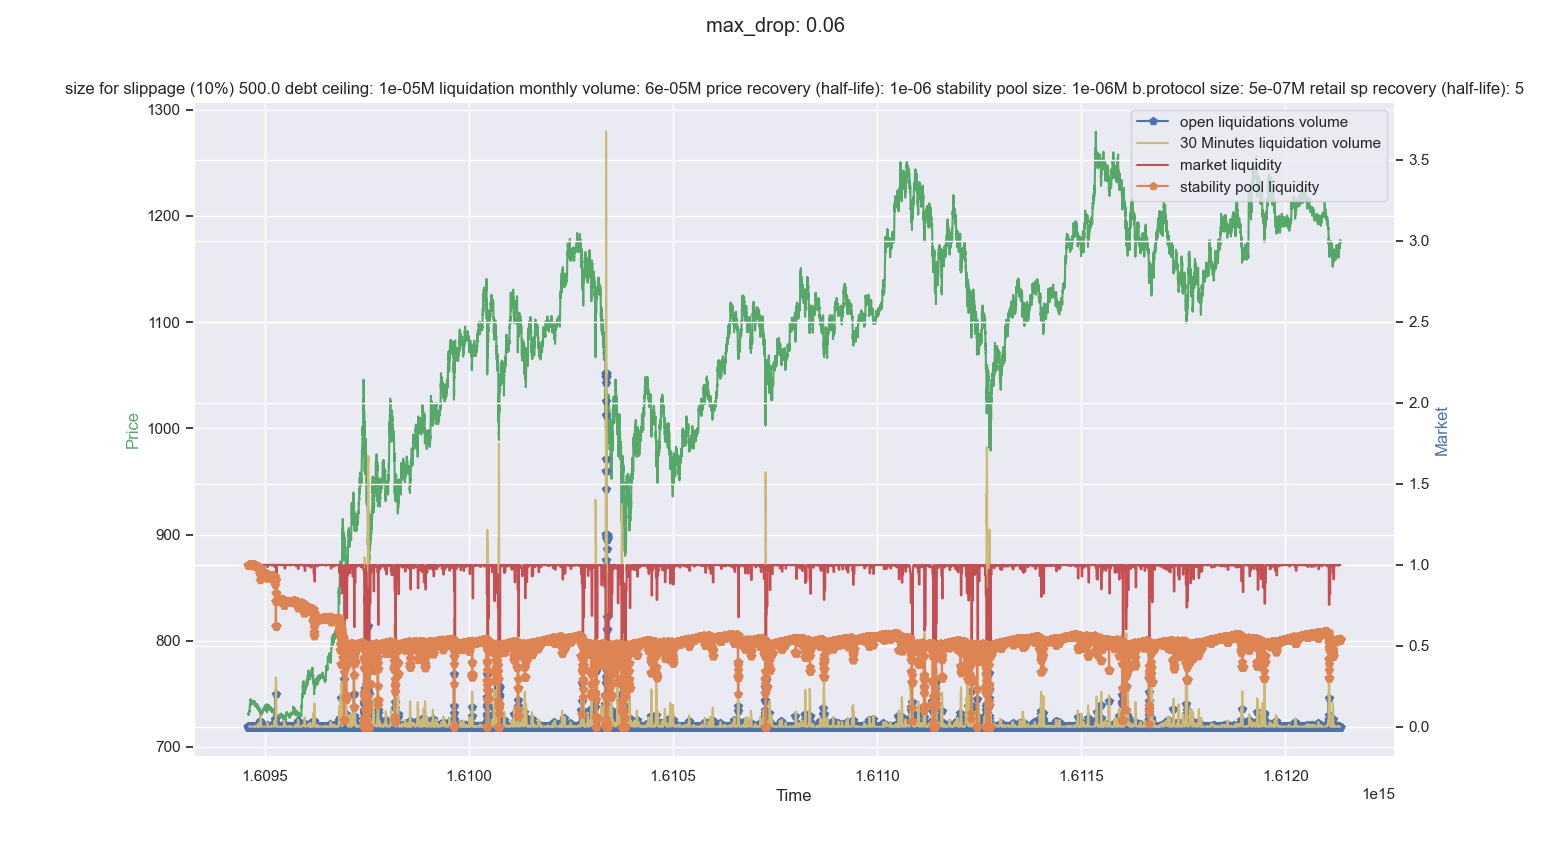 max_drop: 0.06
size for slippage (10%) 500.0 debt ceiling: 1e-05M liquidation monthly volume: 6e-05M price recovery (half-life): 1e-06 stability pool size: 1e-06M b.protocol size: 5e-07M retail sp recovery (half-life): 5
open liquidations volume
30 Minutes liquidation volume
market liquidity
stability pool liquidity
1300
1200
1100
1000
900
800
700
Price
3.5
3.0
2.5
2.0
1.5
1.0
0.5
0.0
Market
1.6095 1.6100 1.6105 1.6110 1.6115 1.6120
1e15
Time